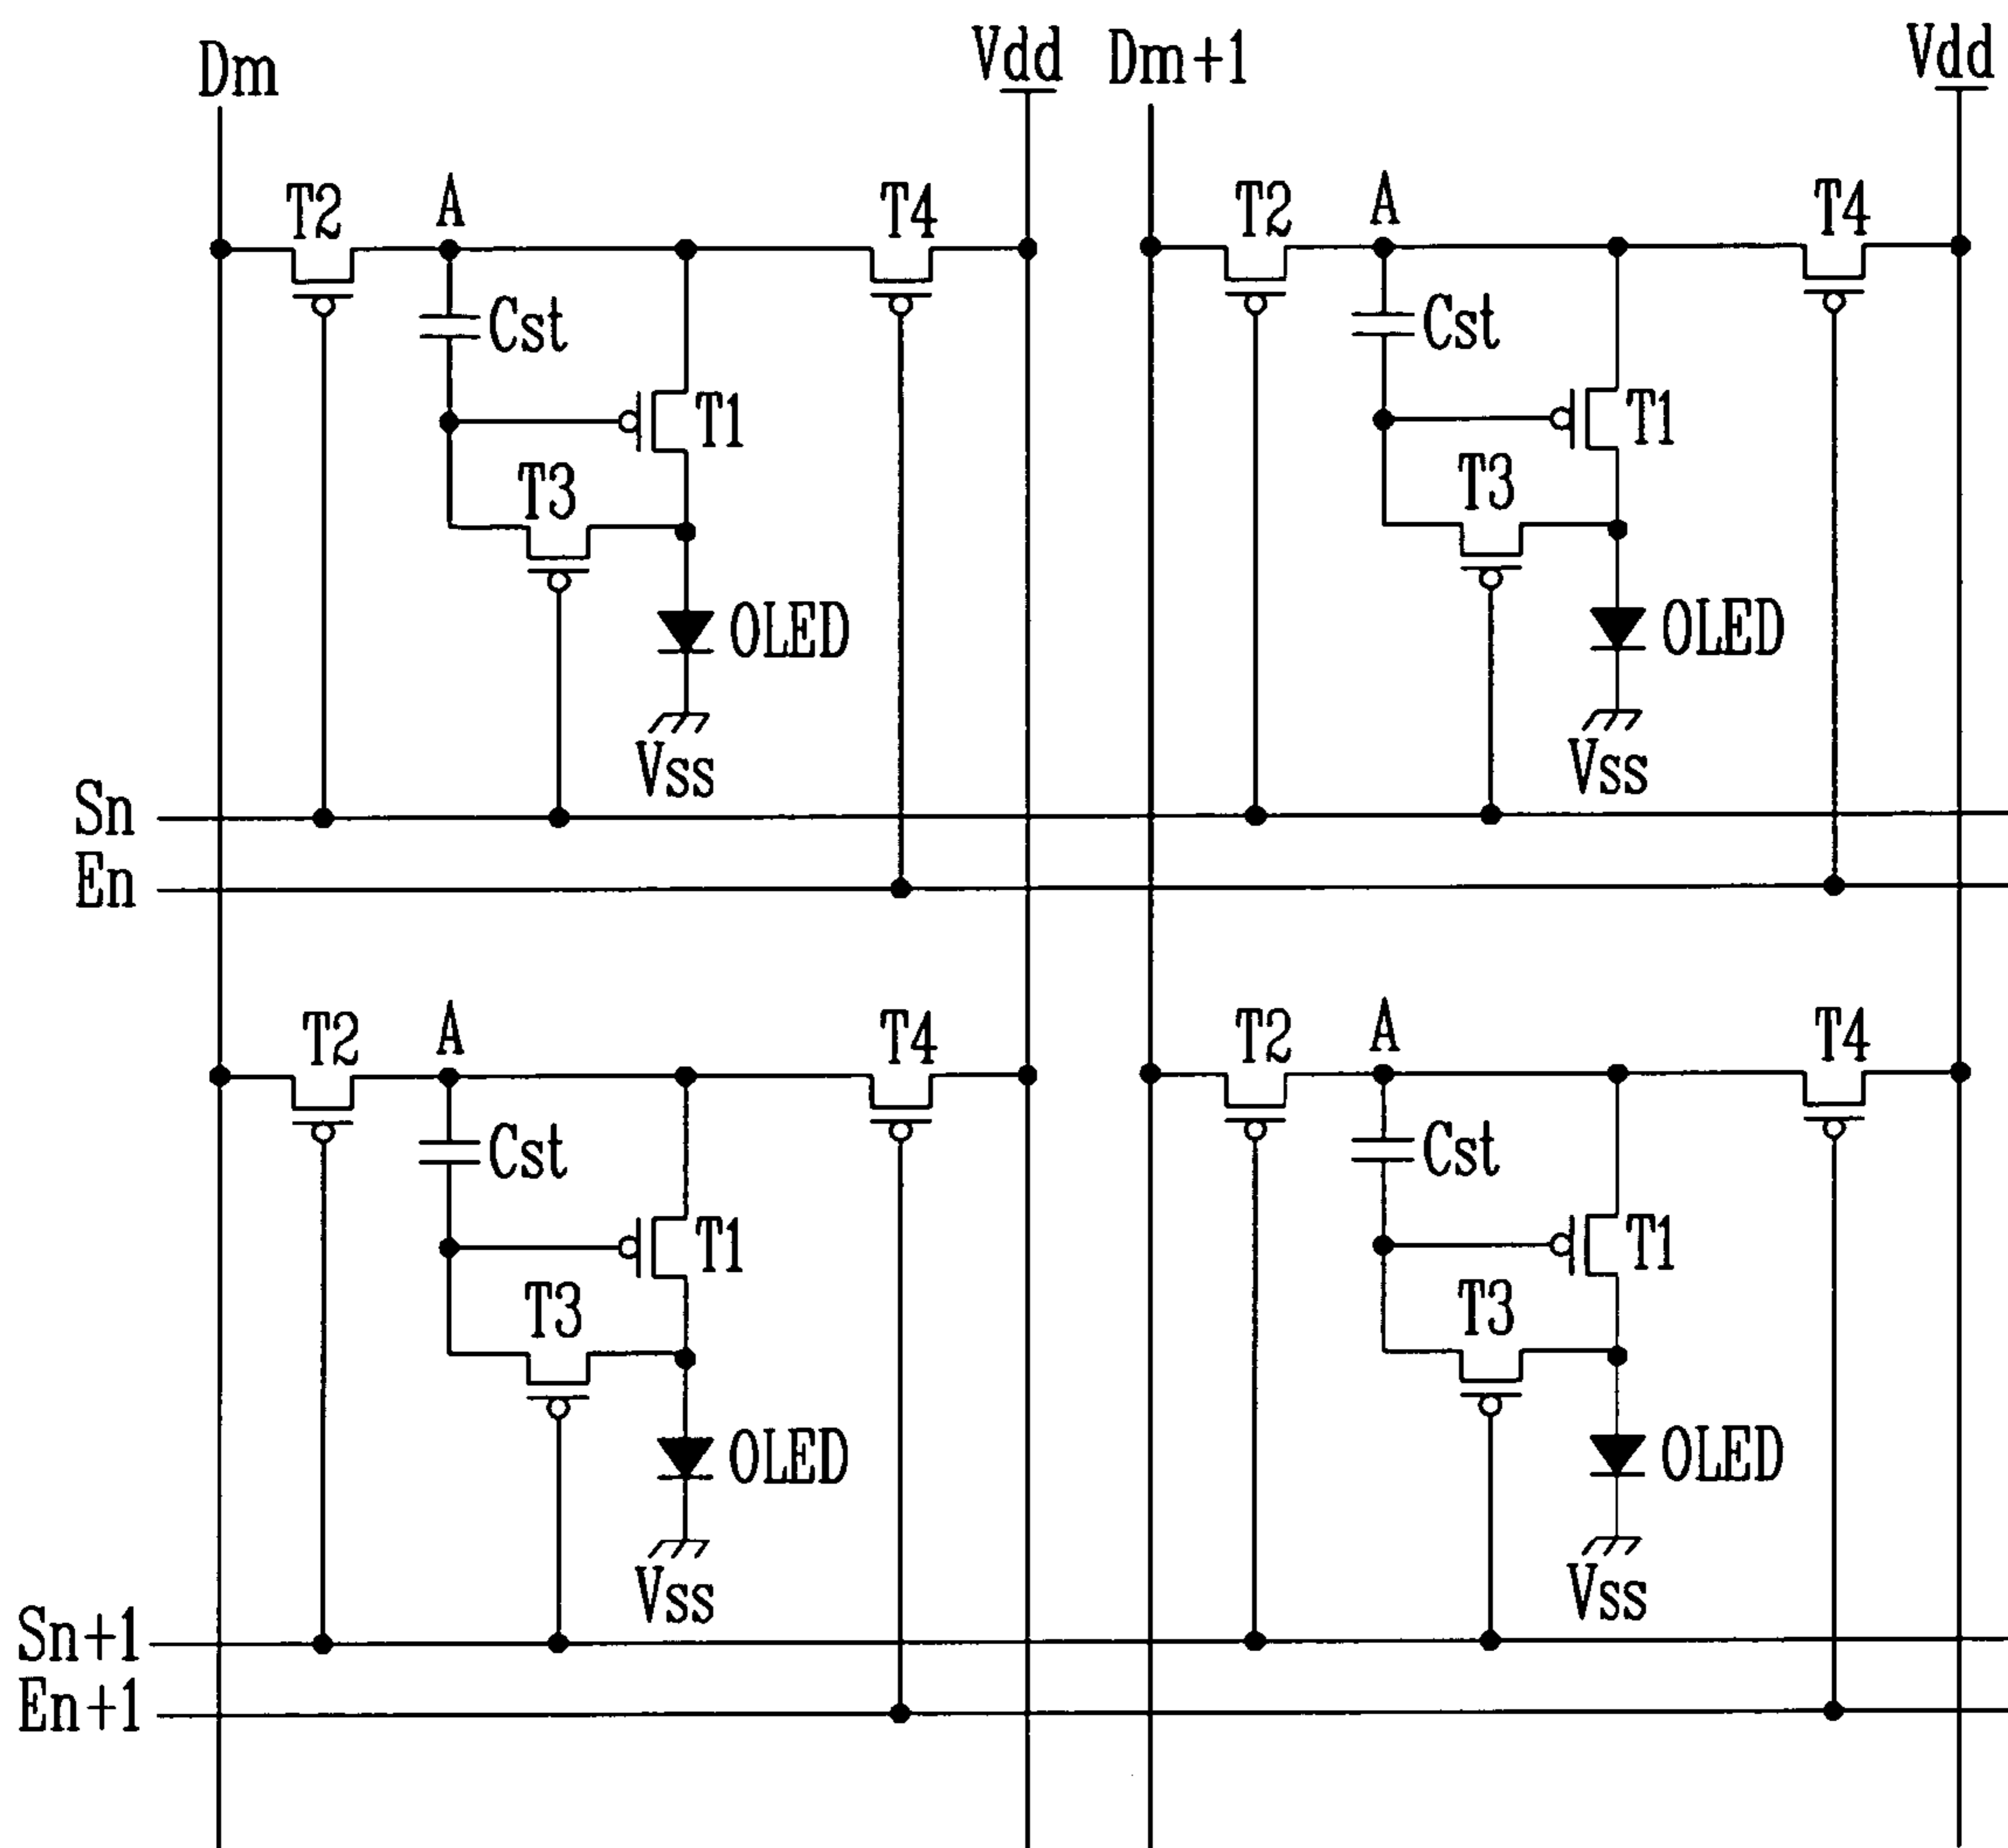 Dm Vdd Dm+1 Vdd
T2 A T4 T2 A T4
Cst Cst
T1 T1
T3 T3
OLED OLED
Vss Vss
Sn
En
T2 A T4 T2 A T4
Cst Cst
T1 T1
T3 T3
OLED OLED
Vss Vss
Sn+1
En+1